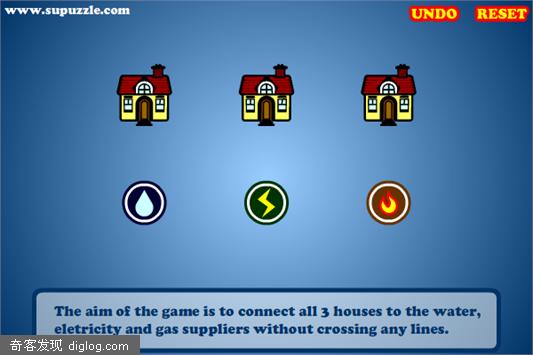 www.supuzzle.com
UNDO RESET
The aim of the game is to connect all 3 houses to the water,
eletricity and gas suppliers without crossing any lines.
奇客发现 diglog.com